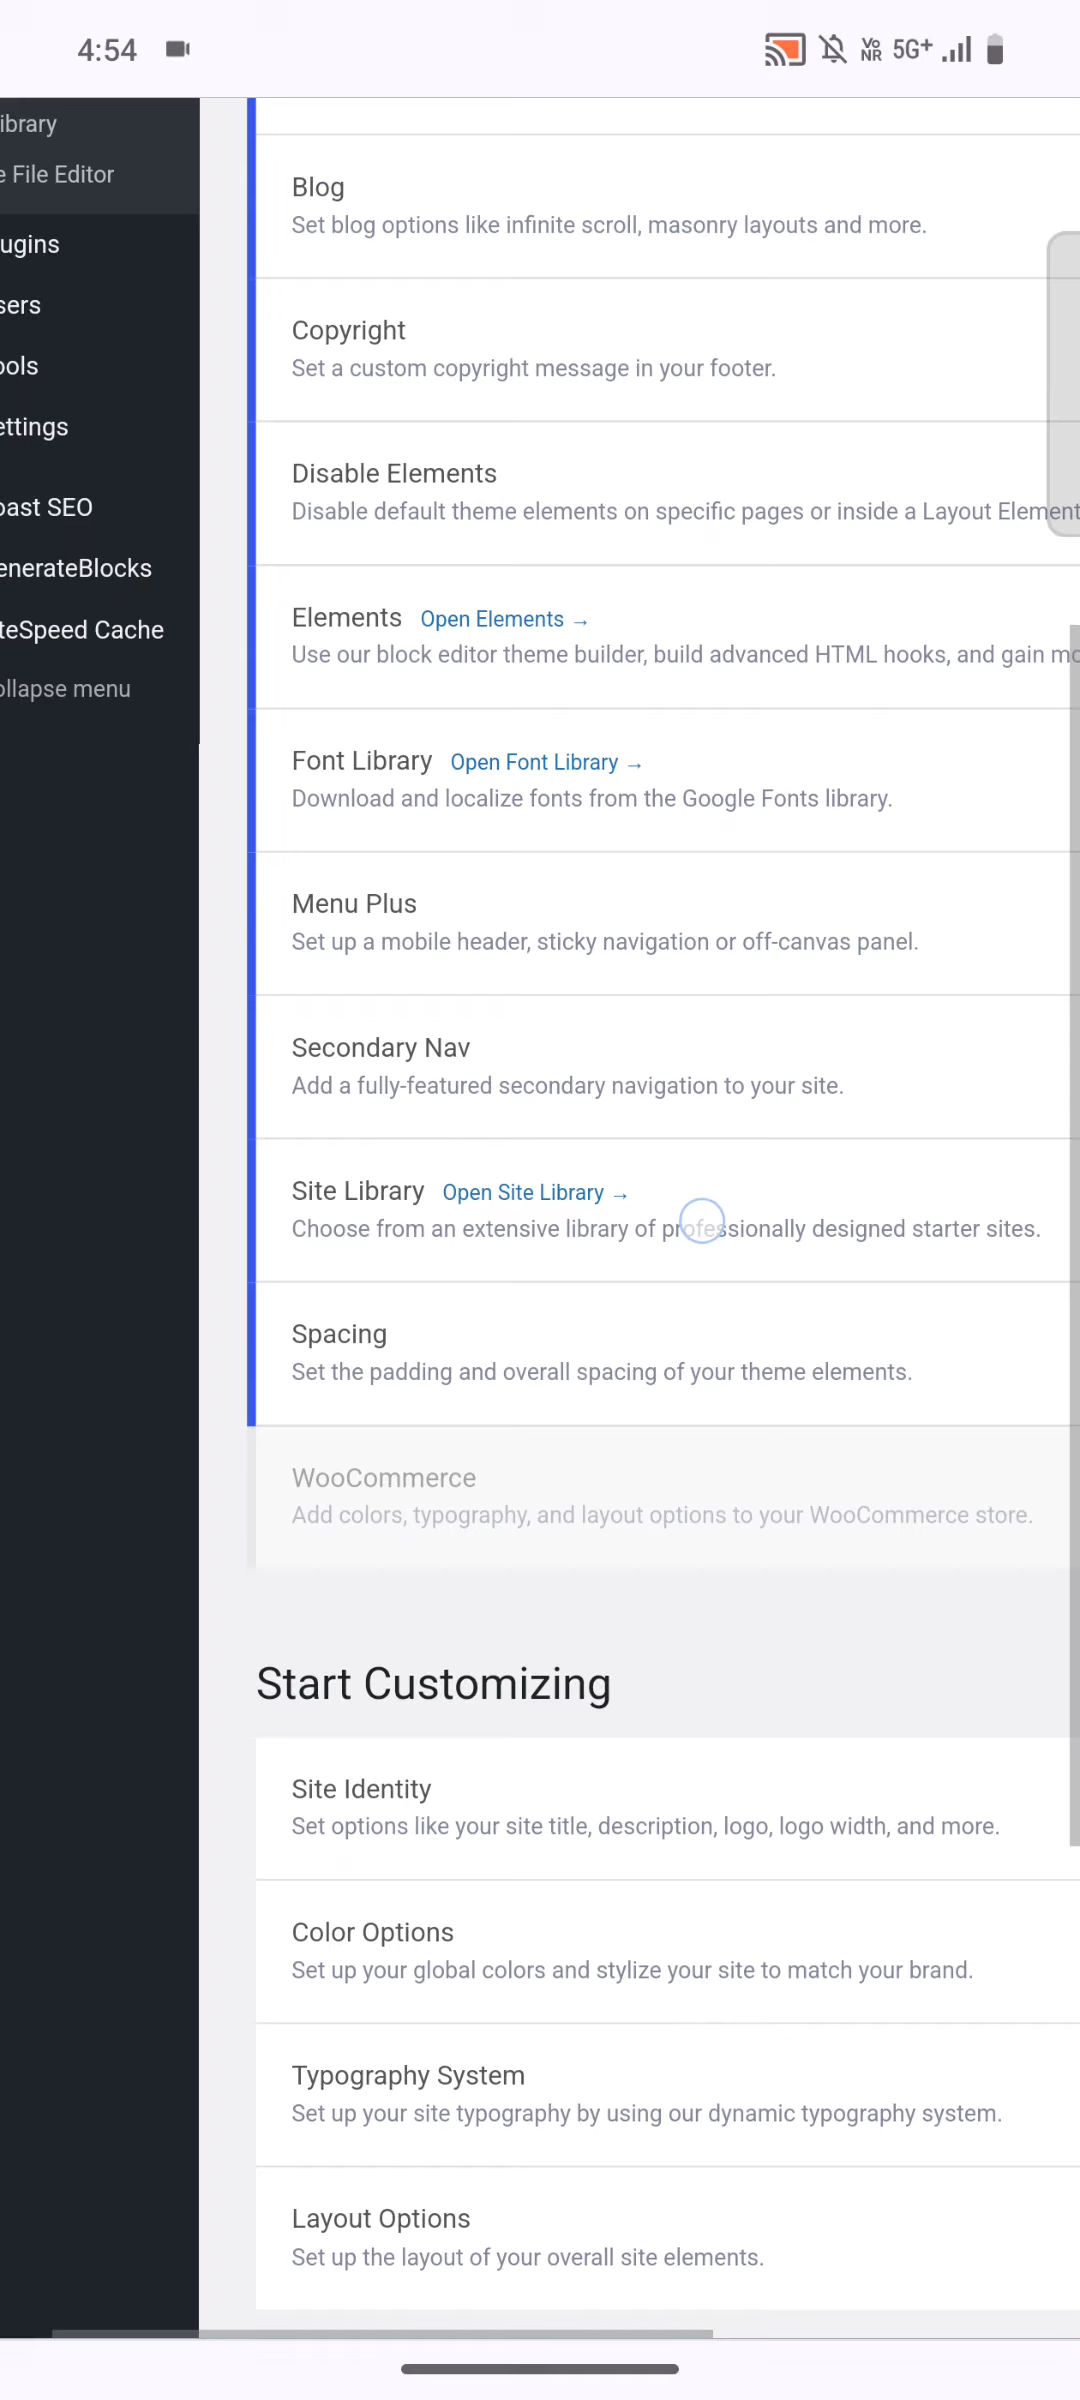 4:54
Vo
NR
5G+
ibrary
e File Editor
ugins
sers
ools
ettings
oast SEO
enerateBlocks
teSpeed Cache
ollapse menu
Blog
Set blog options like infinite scroll, masonry layouts and more.
Copyright
Set a custom copyright message in your footer.
Disable Elements
Disable default theme elements on specific pages or inside a Layout Element
Elements Open Elements →
Use our block editor theme builder, build advanced HTML hooks, and gain mo
Font Library Open Font Library →
Download and localize fonts from the Google Fonts library.
Menu Plus
Set up a mobile header, sticky navigation or off-canvas panel.
Secondary Nav
Add a fully-featured secondary navigation to your site.
Site Library Open Site Library →
Choose from an extensive library of professionally designed starter sites.
Spacing
Set the padding and overall spacing of your theme elements.
WooCommerce
Add colors, typography, and layout options to your WooCommerce store.
Start Customizing
Site Identity
Set options like your site title, description, logo, logo width, and more.
Color Options
Set up your global colors and stylize your site to match your brand.
Typography System
Set up your site typography by using our dynamic typography system.
Layout Options
Set up the layout of your overall site elements.